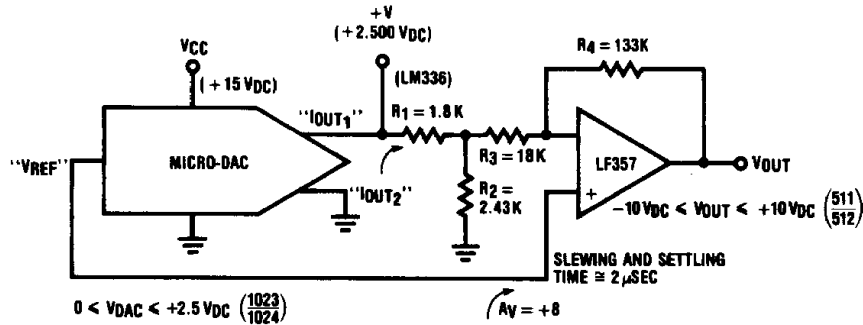 +V
(+2.500 VDC)
VCC
(+15 VDC)
(LM336)
R4 = 133K
"IOUT1"
R1 = 1.8K
"VREF"
MICRO-DAC
R3 = 18K
LF357
VOUT
"IOUT2"
R2 =
2.43K
+
−10 VDC ≤ VOUT ≤ +10 VDC (511/512)
SLEWING AND SETTLING
TIME ≅ 2 μSEC
0 ≤ VDAC ≤ +2.5 VDC (1023/1024)
AV = +8